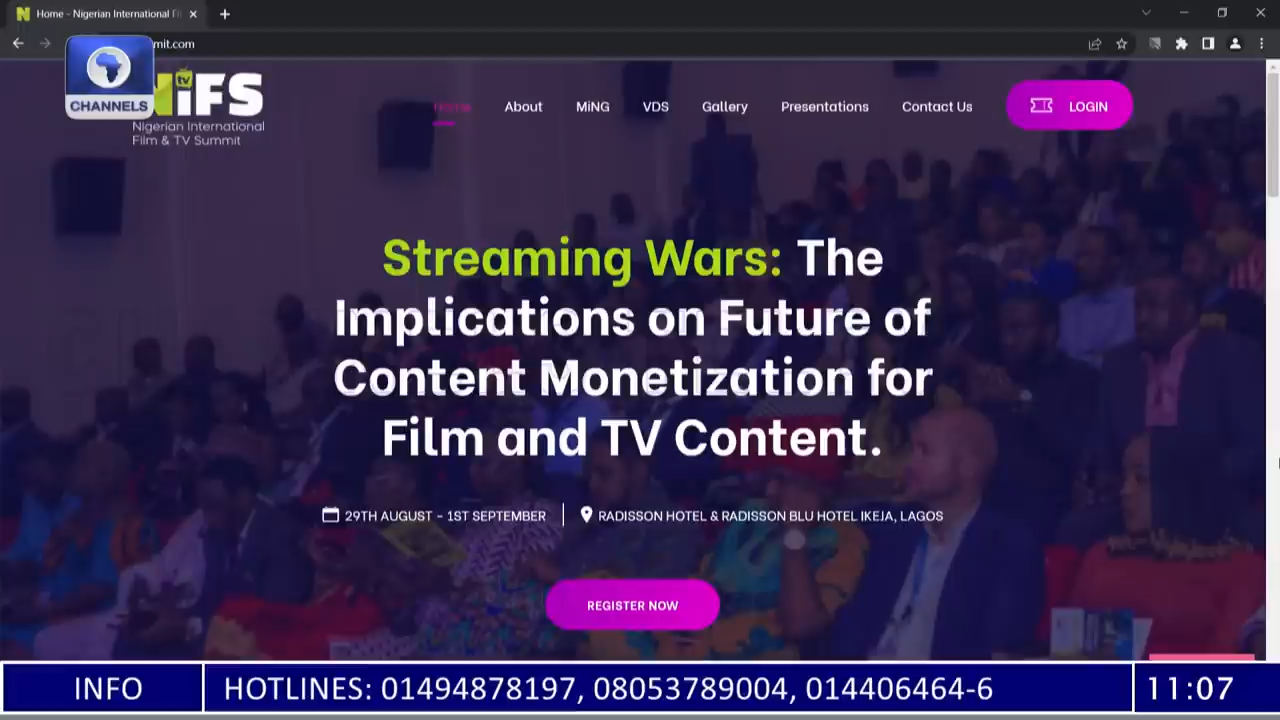 Home - Nigerian International Fi
mit.com
CHANNELS
tv
iFS
Nigerian International
Film & TV Summit
Home
About
MiNG
VDS
Gallery
Presentations
Contact Us
LOGIN
Streaming Wars: The
Implications on Future of
Content Monetization for
Film and TV Content.
29TH AUGUST - 1ST SEPTEMBER
RADISSON HOTEL & RADISSON BLU HOTEL IKEJA, LAGOS
REGISTER NOW
INFO
HOTLINES: 01494878197, 08053789004, 014406464-6
11:07